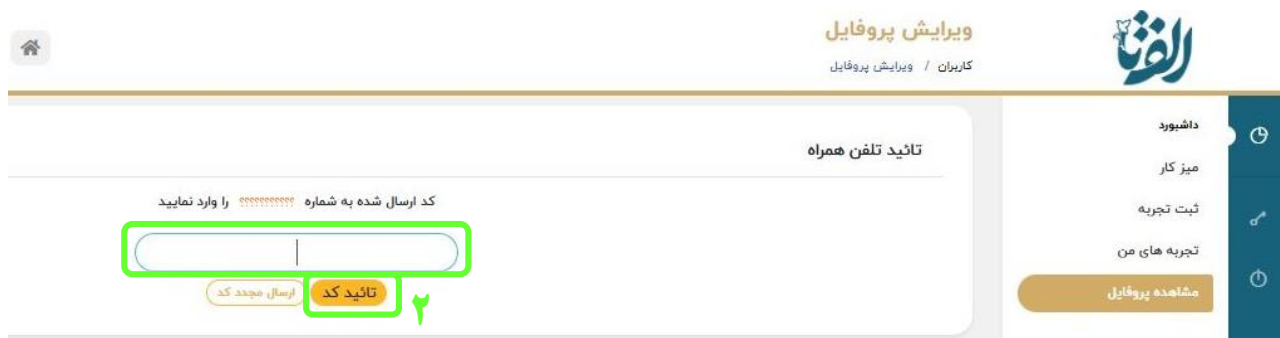 الفتا
ویرایش پروفایل
کاربران / ویرایش پروفایل
داشبورد
میز کار
ثبت تجربه
تجربه های من
مشاهده پروفایل
تائید تلفن همراه
کد ارسال شده به شماره ؟؟؟؟؟؟؟؟؟؟؟ را وارد نمایید
تائید کد
ارسال مجدد کد
۲